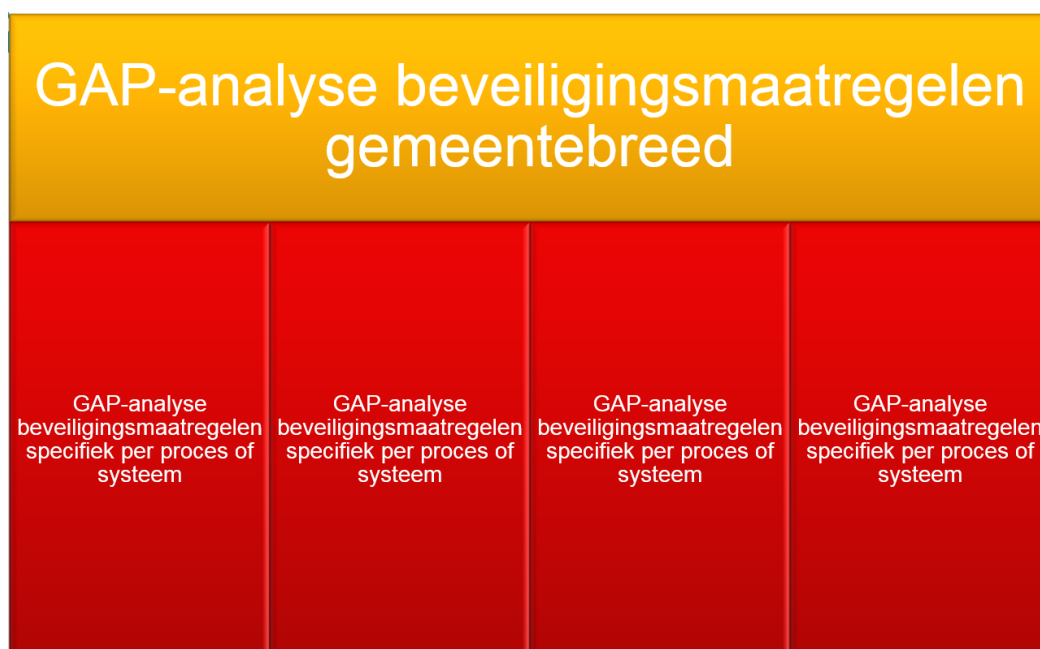 GAP-analyse beveiligingsmaatregelen
gemeentebreed
GAP-analyse
beveiligingsmaatregelen
specifiek per proces of
systeem
GAP-analyse
beveiligingsmaatregelen
specifiek per proces of
systeem
GAP-analyse
beveiligingsmaatregelen
specifiek per proces of
systeem
GAP-analyse
beveiligingsmaatregelen
specifiek per proces of
systeem